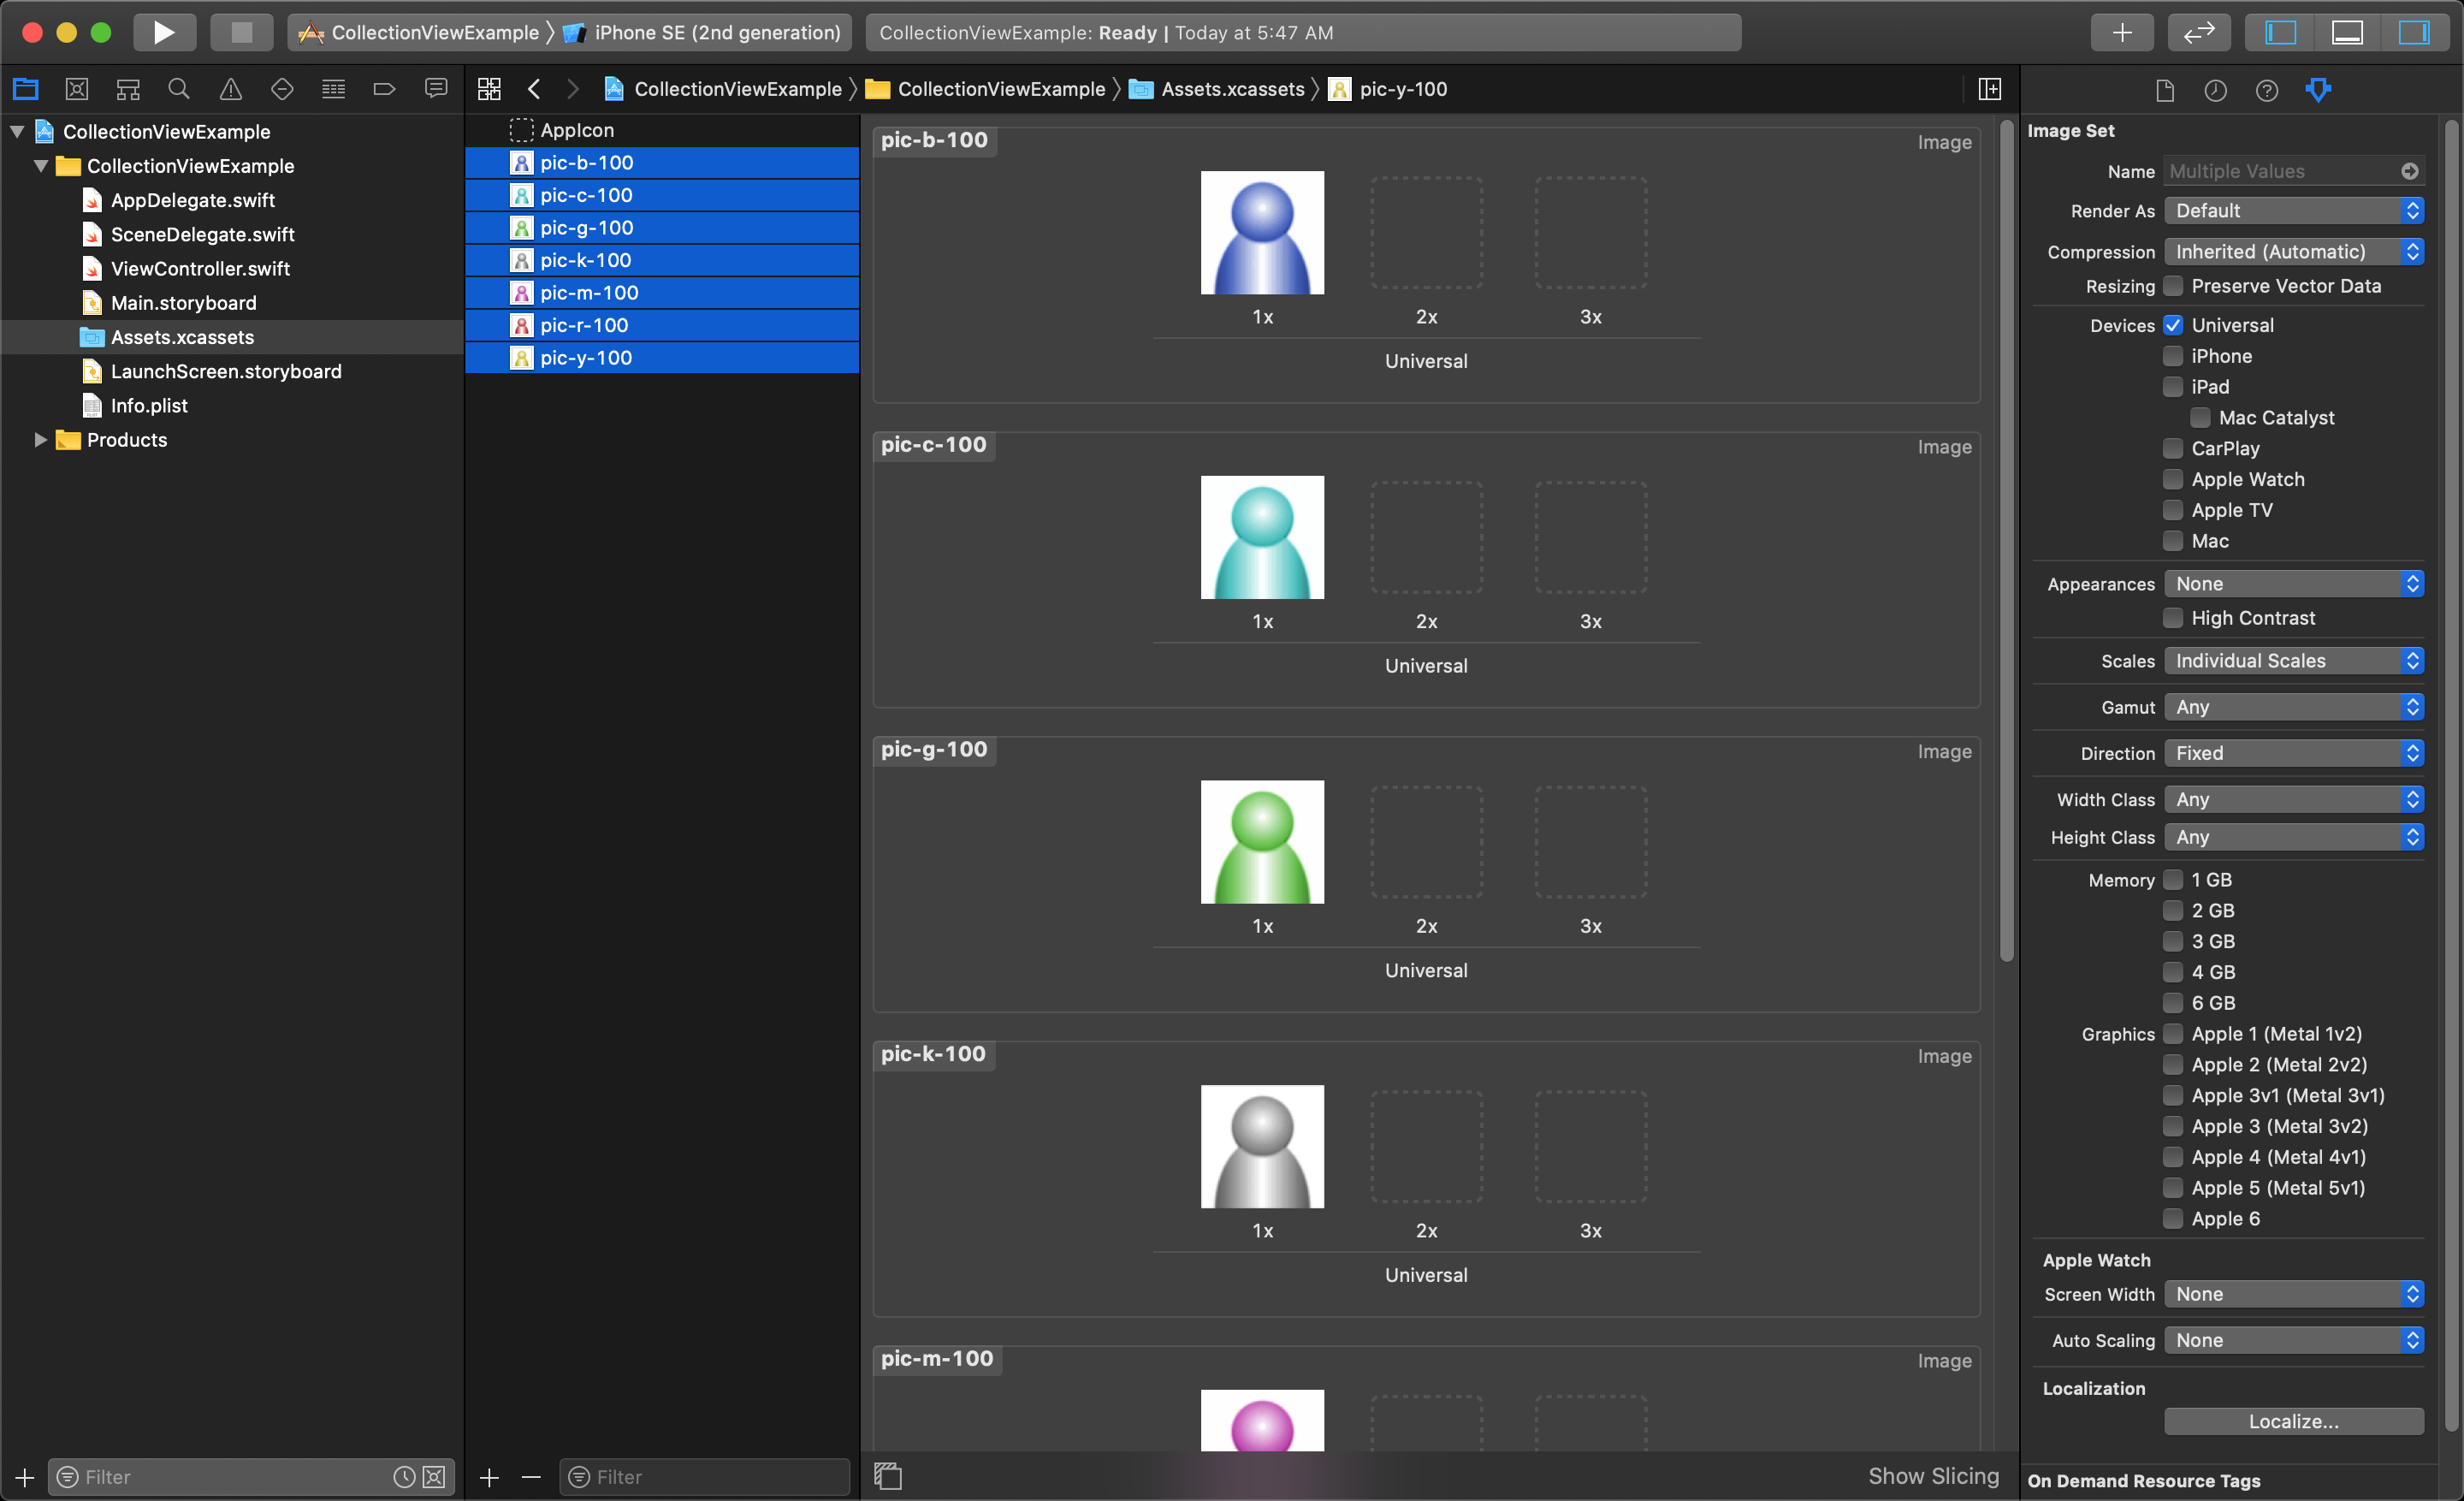 CollectionViewExample
iPhone SE (2nd generation)
CollectionViewExample: Ready | Today at 5:47 AM
CollectionViewExample
CollectionViewExample
AppDelegate.swift
SceneDelegate.swift
ViewController.swift
Main.storyboard
Assets.xcassets
LaunchScreen.storyboard
Info.plist
Products
Filter
CollectionViewExample
CollectionViewExample
Assets.xcassets
pic-y-100
AppIcon
pic-b-100
pic-c-100
pic-g-100
pic-k-100
pic-m-100
pic-r-100
pic-y-100
Filter
pic-b-100
Image
1x 2x 3x
Universal
pic-c-100
Image
1x 2x 3x
Universal
pic-g-100
Image
1x 2x 3x
Universal
pic-k-100
Image
1x 2x 3x
Universal
pic-m-100
Image
Show Slicing
Image Set
Name Multiple Values
Render As Default
Compression Inherited (Automatic)
Resizing Preserve Vector Data
Devices Universal
iPhone
iPad
Mac Catalyst
CarPlay
Apple Watch
Apple TV
Mac
Appearances None
High Contrast
Scales Individual Scales
Gamut Any
Direction Fixed
Width Class Any
Height Class Any
Memory 1 GB
2 GB
3 GB
4 GB
6 GB
Graphics Apple 1 (Metal 1v2)
Apple 2 (Metal 2v2)
Apple 3v1 (Metal 3v1)
Apple 3 (Metal 3v2)
Apple 4 (Metal 4v1)
Apple 5 (Metal 5v1)
Apple 6
Apple Watch
Screen Width None
Auto Scaling None
Localization
Localize...
On Demand Resource Tags